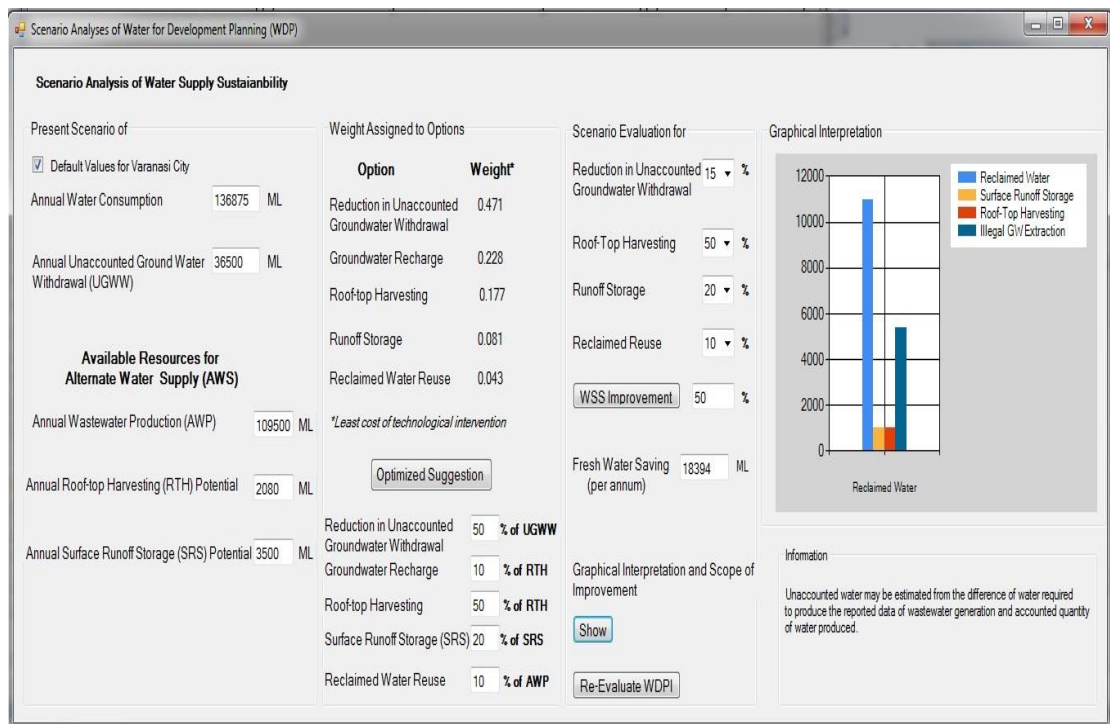 Scenario Analyses of Water for Development Planning (WDP)
Scenario Analysis of Water Supply Sustaianbility
Present Scenario of
Default Values for Varanasi City
Annual Water Consumption 136875 ML
Annual Unaccounted Ground Water 36500 ML
Withdrawal (UGWW)
Available Resources for
Alternate Water Supply (AWS)
Annual Wastewater Production (AWP) 109500 ML
Annual Roof-top Harvesting (RTH) Potential 2080 ML
Annual Surface Runoff Storage (SRS) Potential 3500 ML
Weight Assigned to Options
Option Weight*
Reduction in Unaccounted 0.471
Groundwater Withdrawal
Groundwater Recharge 0.228
Roof-top Harvesting 0.177
Runoff Storage 0.081
Reclaimed Water Reuse 0.043
*Least cost of technological intervention
Optimized Suggestion
Reduction in Unaccounted 50 % of UGWW
Groundwater Withdrawal
Groundwater Recharge 10 % of RTH
Roof-top Harvesting 50 % of RTH
Surface Runoff Storage (SRS) 20 % of SRS
Reclaimed Water Reuse 10 % of AWP
Scenario Evaluation for
Reduction in Unaccounted 15 %
Groundwater Withdrawal
Roof-Top Harvesting 50 %
Runoff Storage 20 %
Reclaimed Reuse 10 %
WSS Improvement 50 %
Fresh Water Saving 18394 ML
(per annum)
Graphical Interpretation and Scope of
Improvement
Show
Re-Evaluate WDPI
Graphical Interpretation
12000
10000
8000
6000
4000
2000
0
Reclaimed Water
Reclaimed Water
Surface Runoff Storage
Roof-Top Harvesting
Illegal GW Extraction
Information
Unaccounted water may be estimated from the difference of water required
to produce the reported data of wastewater generation and accounted quantity
of water produced.